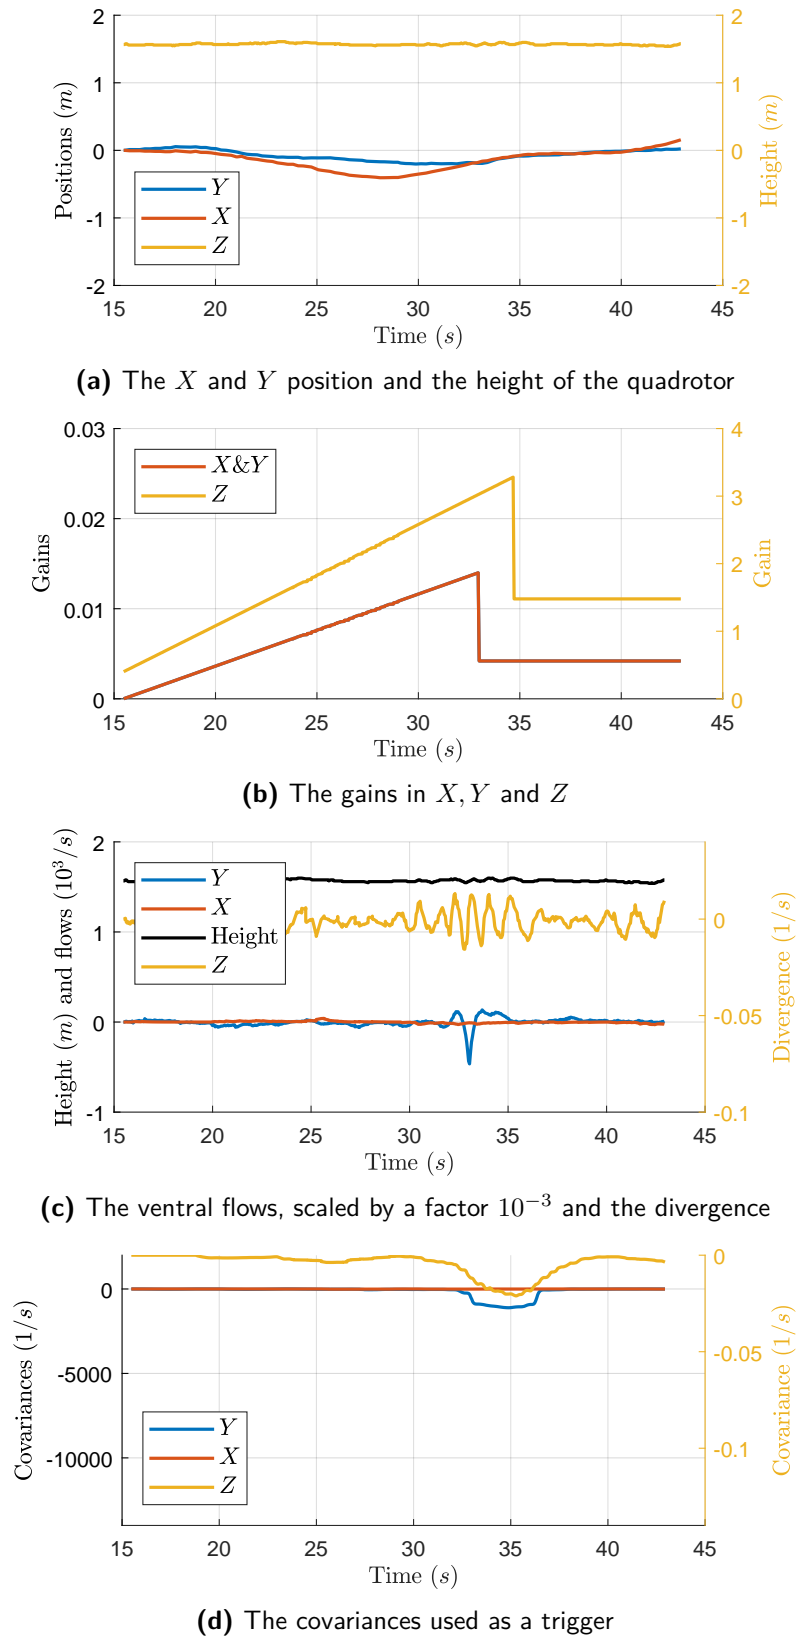 2
1
0
-1
-2
2
1
0
-1
-2
Positions (m)
Height (m)
Y
X
Z
15 20 25 30 35 40 45
Time (s)
(a) The X and Y position and the height of the quadrotor
0.03
0.02
0.01
0
4
3
2
1
0
Gains
Gain
X&Y
Z
15 20 25 30 35 40 45
Time (s)
(b) The gains in X, Y and Z
2
1
0
-1
0
-0.05
-0.1
Height (m) and flows (10³/s)
Divergence (1/s)
Y
X
Height
Z
15 20 25 30 35 40 45
Time (s)
(c) The ventral flows, scaled by a factor 10⁻³ and the divergence
0
-5000
-10000
0
-0.05
-0.1
Covariances (1/s)
Covariance (1/s)
Y
X
Z
15 20 25 30 35 40 45
Time (s)
(d) The covariances used as a trigger